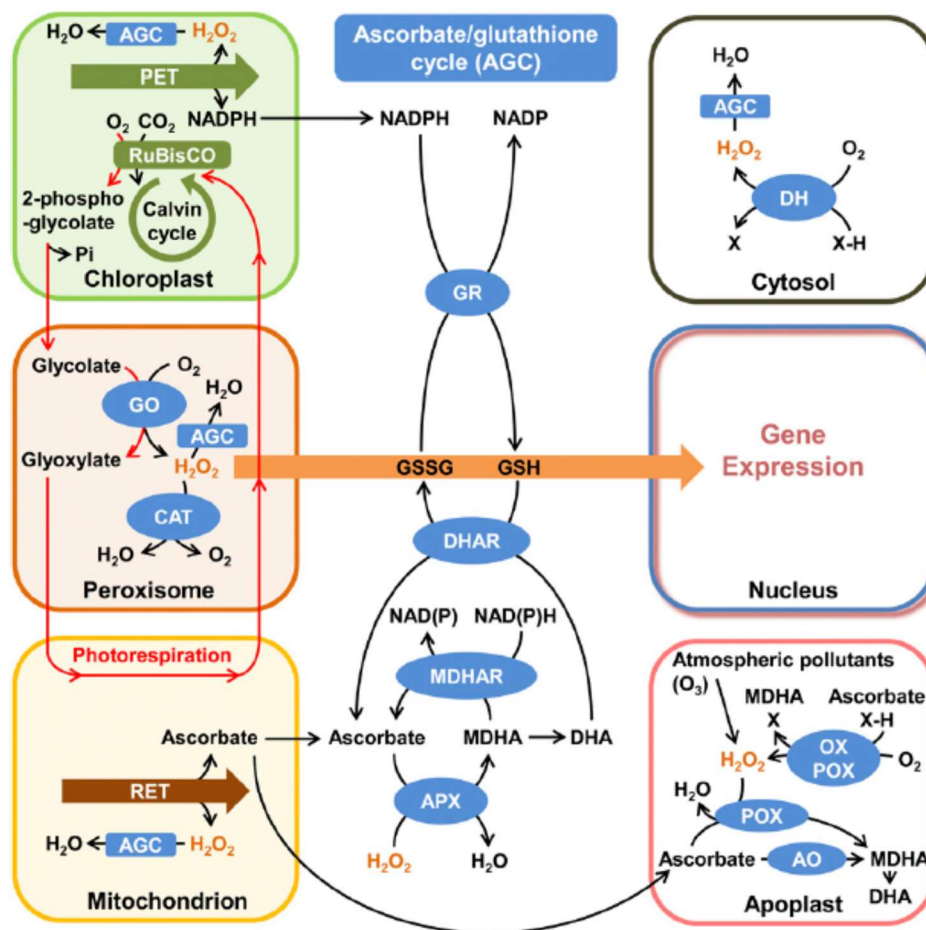 H₂O
AGC
H₂O₂
PET
NADPH
O₂ CO₂
RuBisCO
2-phospho
-glycolate
Calvin
cycle
Pi
Chloroplast
Ascorbate/glutathione
cycle (AGC)
NADPH
NADP
GR
GSSG
GSH
DHAR
NAD(P)
NAD(P)H
MDHAR
Ascorbate
MDHA
DHA
APX
H₂O₂
H₂O
H₂O
AGC
H₂O₂
O₂
DH
X
X-H
Cytosol
Glycolate
O₂
GO
H₂O
AGC
Glyoxylate
H₂O₂
CAT
H₂O
O₂
Peroxisome
Gene
Expression
Nucleus
Photorespiration
Ascorbate
RET
H₂O
AGC
H₂O₂
Mitochondrion
Atmospheric pollutants
(O₃)
MDHA
Ascorbate
X
X-H
H₂O₂
OX
POX
O₂
H₂O
POX
Ascorbate
AO
MDHA
DHA
Apoplast